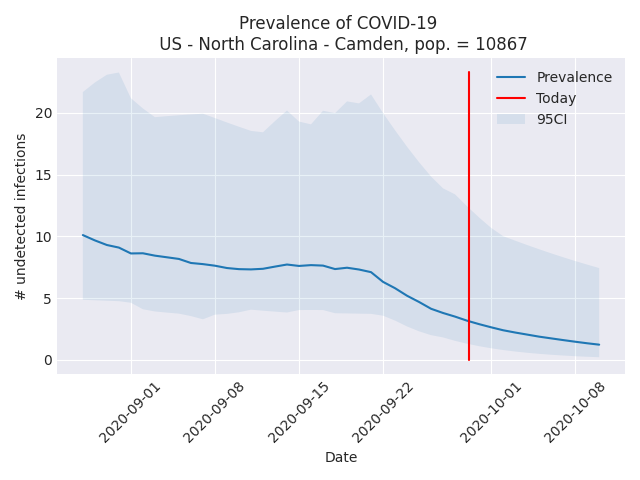 Prevalence of COVID-19
US - North Carolina - Camden, pop. = 10867
Prevalence
Today
95CI
# undetected infections
20
15
10
5
0
2020-09-01
2020-09-08
2020-09-15
2020-09-22
2020-10-01
2020-10-08
Date